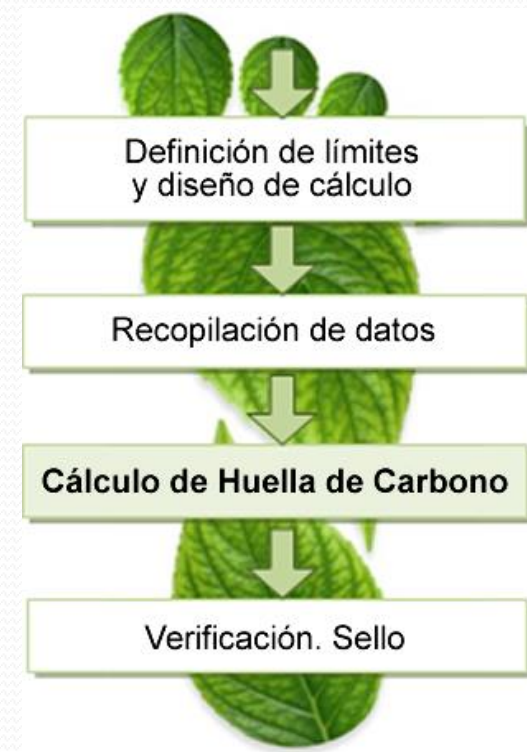 Definición de límites
y diseño de cálculo
Recopilación de datos
Cálculo de Huella de Carbono
Verificación. Sello